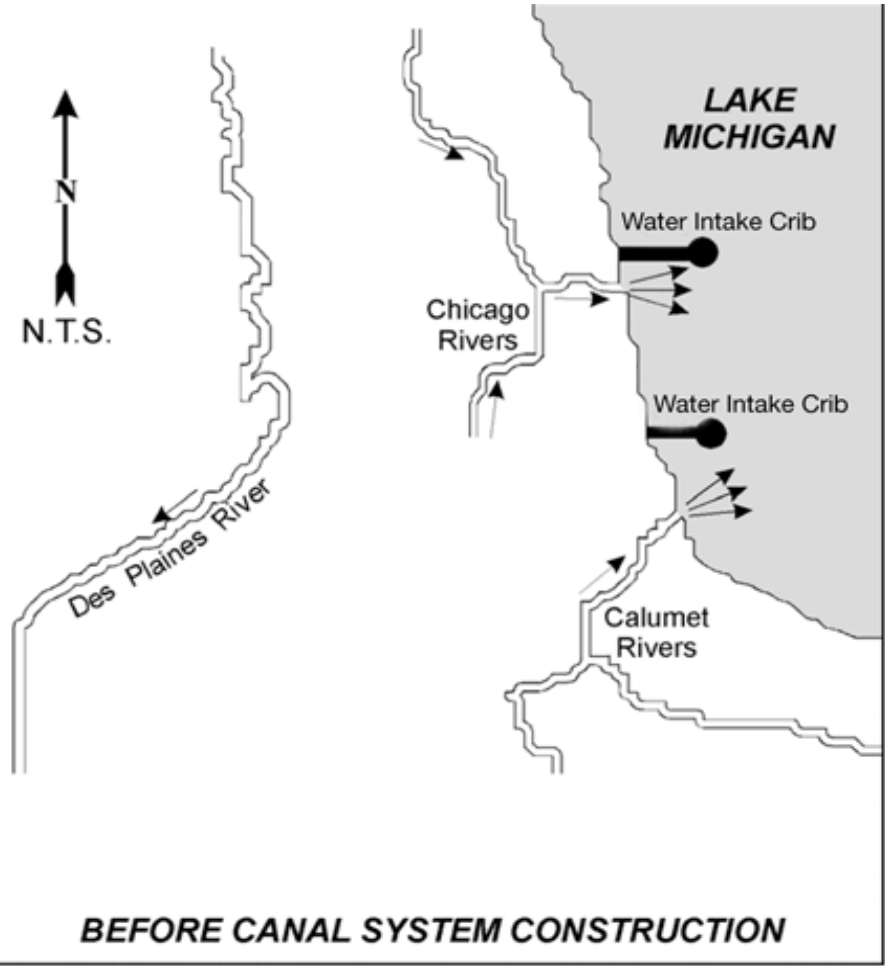 LAKE
MICHIGAN
N
Water Intake Crib
N.T.S.
Chicago
Rivers
Water Intake Crib
Des Plaines River
Calumet
Rivers
BEFORE CANAL SYSTEM CONSTRUCTION